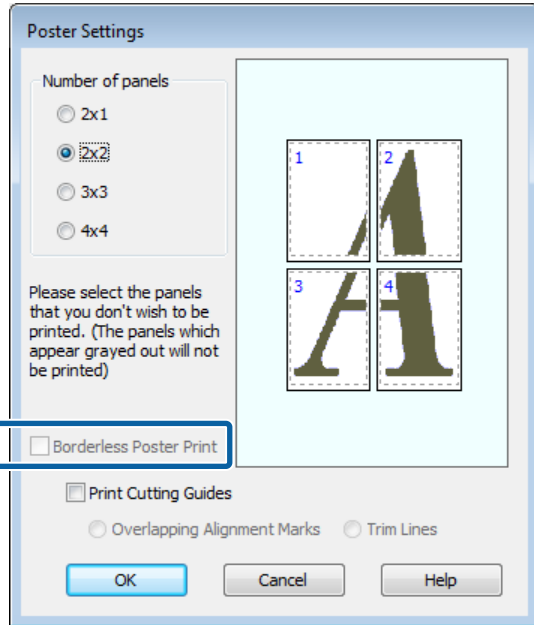 Poster Settings
Number of panels
2x1
2x2
3x3
4x4
Please select the panels
that you don't wish to be
printed. (The panels which
appear grayed out will not
be printed)
1
2
3
4
A
Borderless Poster Print
Print Cutting Guides
Overlapping Alignment Marks
Trim Lines
OK
Cancel
Help